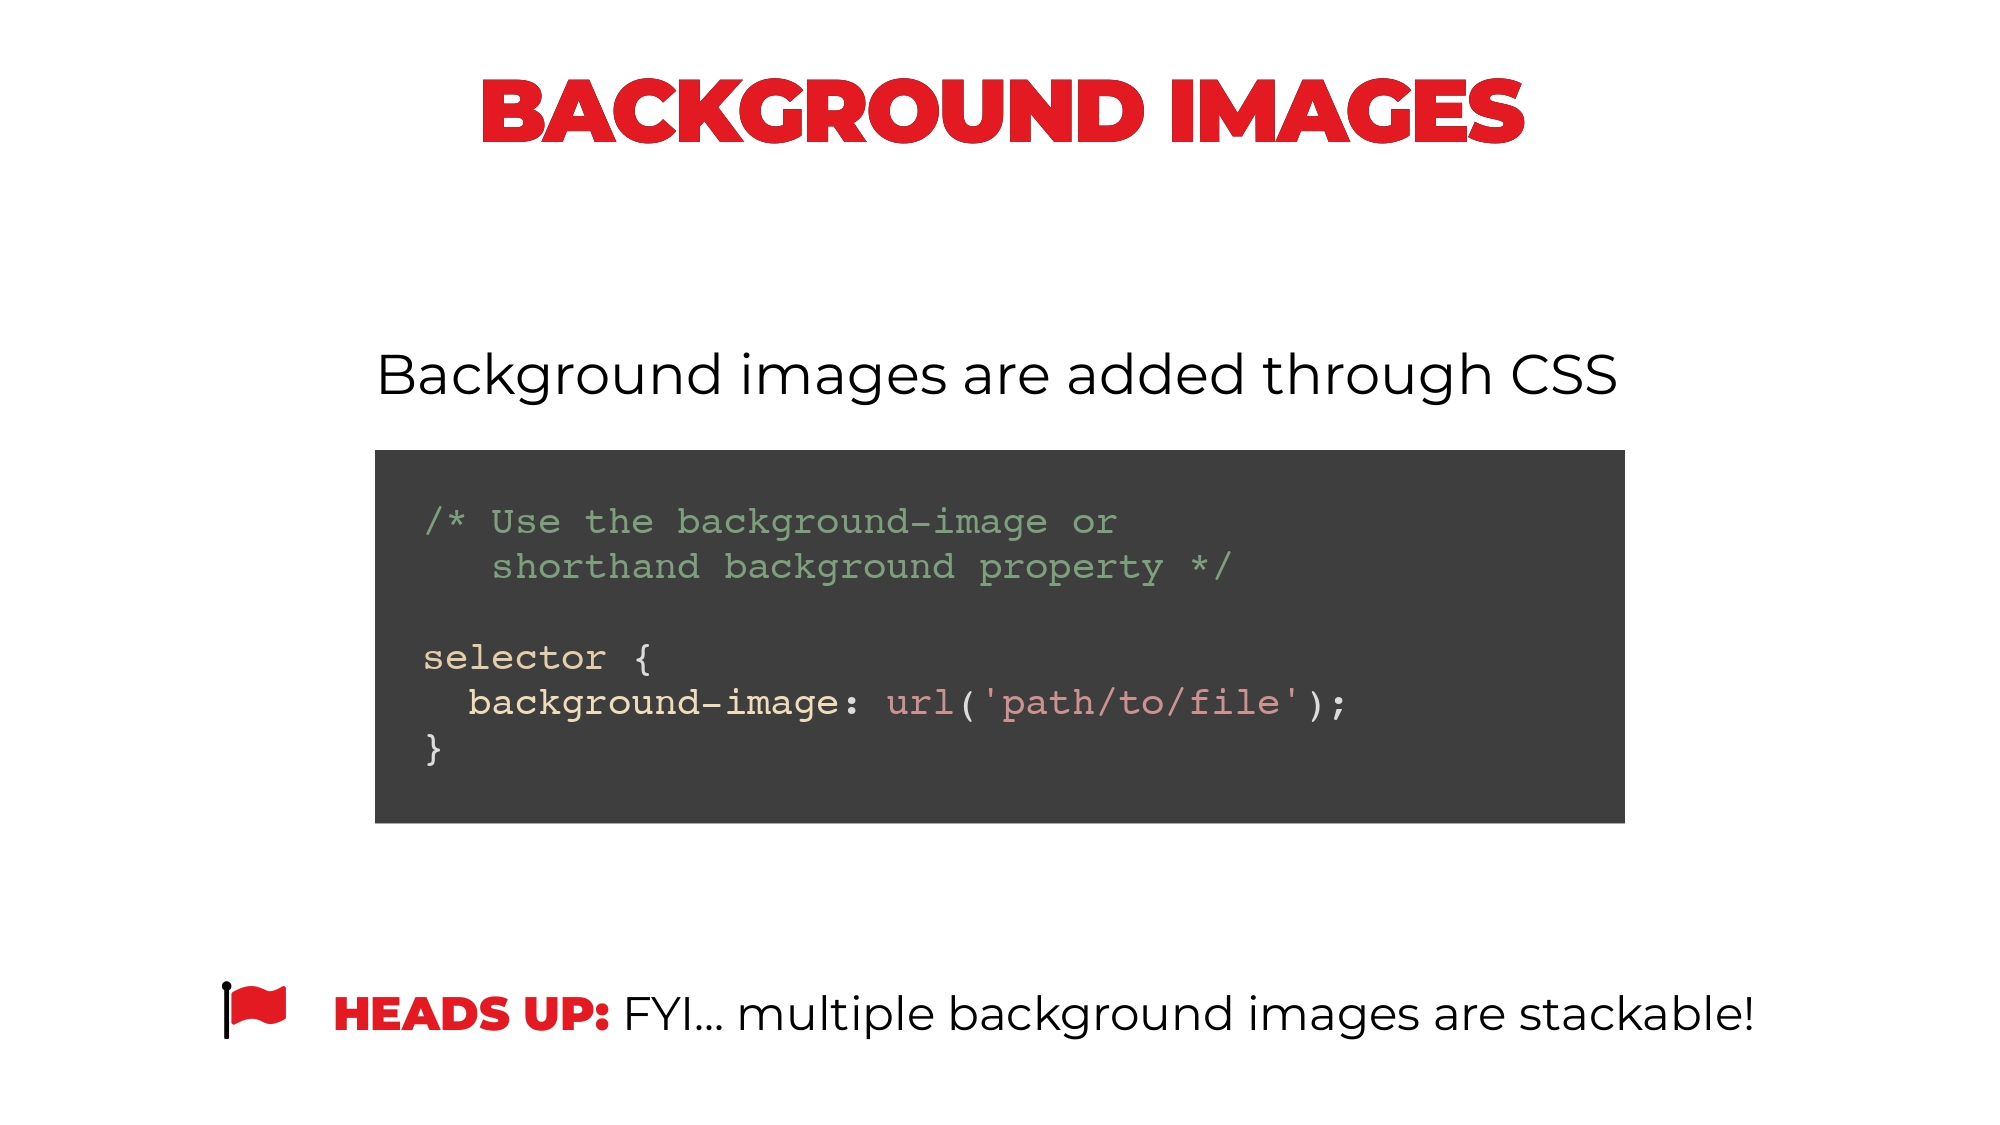 BACKGROUND IMAGES
Background images are added through CSS
/* Use the background-image or
   shorthand background property */
selector {
  background-image: url('path/to/file');
}
HEADS UP: FYI... multiple background images are stackable!